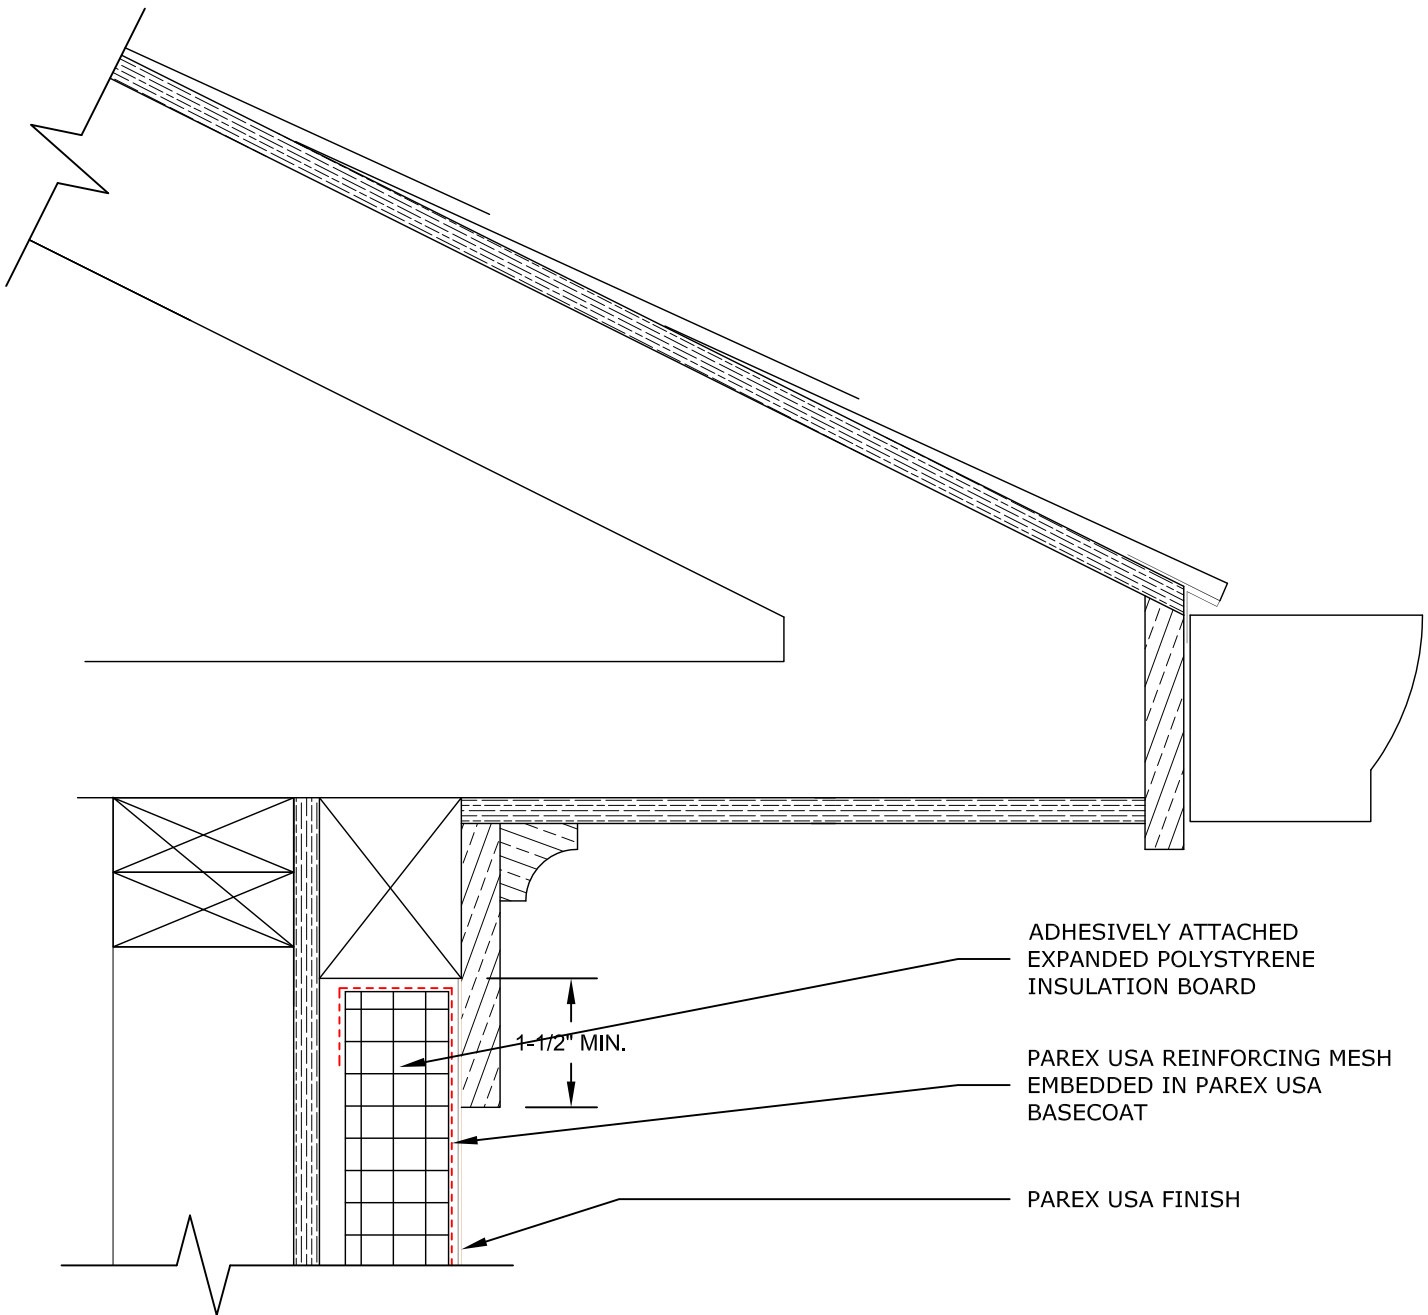 ADHESIVELY ATTACHED
EXPANDED POLYSTYRENE
INSULATION BOARD
1-1/2" MIN.
PAREX USA REINFORCING MESH
EMBEDDED IN PAREX USA
BASECOAT
PAREX USA FINISH